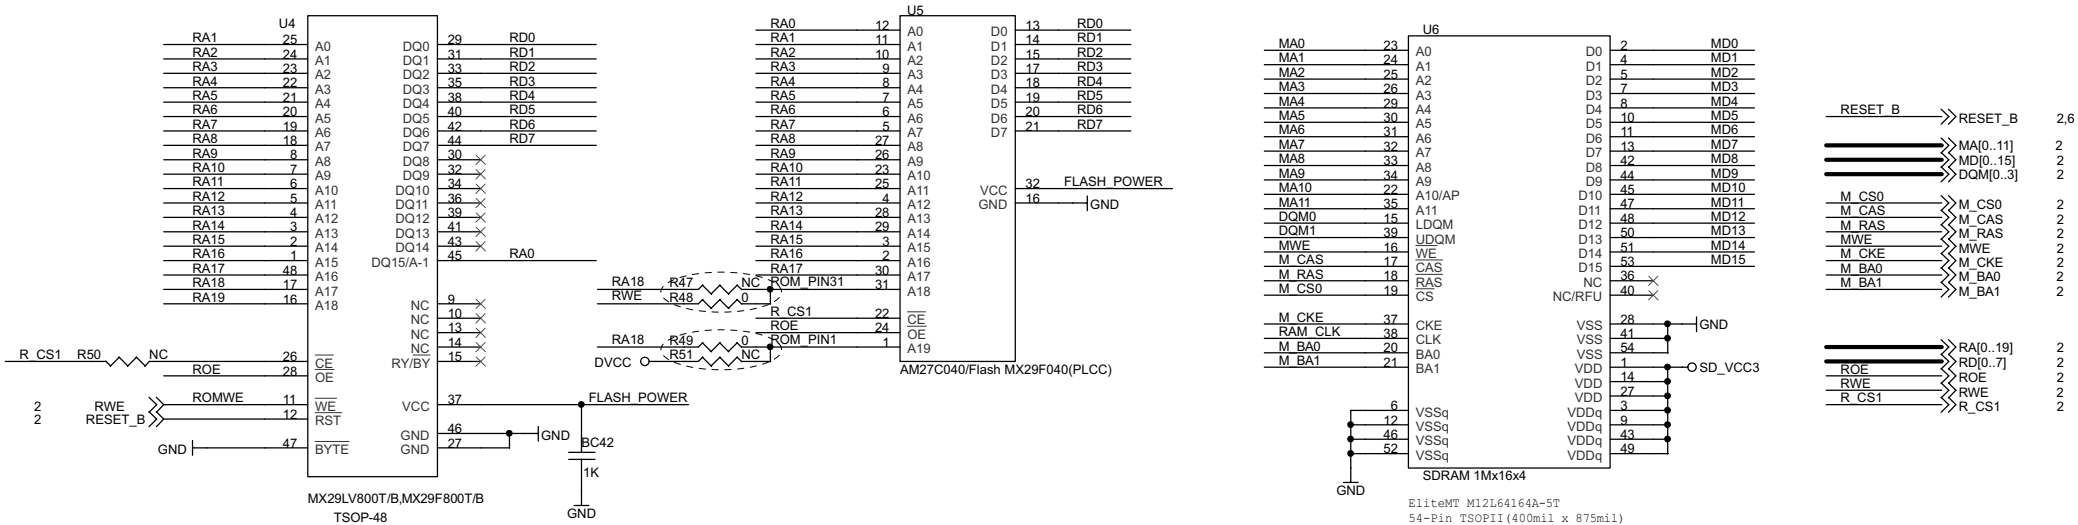 U4
RA1 25 A0 DQ0 29 RD0
RA2 24 A1 DQ1 31 RD1
RA3 23 A2 DQ2 33 RD2
RA4 22 A3 DQ3 35 RD3
RA5 21 A4 DQ4 38 RD4
RA6 20 A5 DQ5 40 RD5
RA7 19 A6 DQ6 42 RD6
RA8 18 A7 DQ7 44 RD7
RA9 8 A8 DQ8 30
RA10 7 A9 DQ9 32
RA11 6 A10 DQ10 34
RA12 5 A11 DQ11 36
RA13 4 A12 DQ12 39
RA14 3 A13 DQ13 41
RA15 2 A14 DQ14 43
RA16 1 A15 DQ15/A-1 45 RA0
RA17 48 A16
RA18 17 A17
RA19 16 A18
NC 9
NC 10
NC 13
NC 14
R_CS1 R50 NC 26 CE RY/BY 15
ROE 28 OE
2 RWE ROMWE 11 WE VCC 37 FLASH_POWER
2 RESET_B 12 RST
GND 46 GND
GND 47 BYTE GND 27
BC42
1K
GND
MX29LV800T/B,MX29F800T/B
TSOP-48
U5
RA0 12 A0 D0 13 RD0
RA1 11 A1 D1 14 RD1
RA2 10 A2 D2 15 RD2
RA3 9 A3 D3 17 RD3
RA4 8 A4 D4 18 RD4
RA5 7 A5 D5 19 RD5
RA6 6 A6 D6 20 RD6
RA7 5 A7 D7 21 RD7
RA8 27 A8
RA9 26 A9
RA10 23 A10
RA11 25 A11 VCC 32 FLASH_POWER
RA12 4 A12 GND 16 GND
RA13 28 A13
RA14 29 A14
RA15 3 A15
RA16 2 A16
RA17 30 A17
RA18 R47 NC ROM_PIN31 31 A18
RWE R48 0
R_CS1 22 CE
ROE 24 OE
RA18 R49 0 ROM_PIN1 1 A19
DVCC R51 NC
AM27C040/Flash MX29F040(PLCC)
U6
MA0 23 A0 D0 2 MD0
MA1 24 A1 D1 4 MD1
MA2 25 A2 D2 5 MD2
MA3 26 A3 D3 7 MD3
MA4 29 A4 D4 8 MD4
MA5 30 A5 D5 10 MD5
MA6 31 A6 D6 11 MD6
MA7 32 A7 D7 13 MD7
MA8 33 A8 D8 42 MD8
MA9 34 A9 D9 44 MD9
MA10 22 A10/AP D10 45 MD10
MA11 35 A11 D11 47 MD11
DQM0 15 LDQM D12 48 MD12
DQM1 39 UDQM D13 50 MD13
MWE 16 WE D14 51 MD14
M_CAS 17 CAS D15 53 MD15
M_RAS 18 RAS NC 36
M_CS0 19 CS NC/RFU 40
M_CKE 37 CKE VSS 28 GND
RAM_CLK 38 CLK VSS 41
M_BA0 20 BA0 VSS 54
M_BA1 21 BA1 VDD 1 SD_VCC3
VDD 14
VDD 27
6 VSSq VDDq 3
12 VSSq VDDq 9
46 VSSq VDDq 43
52 VSSq VDDq 49
GND
SDRAM 1Mx16x4
EliteMT M12L64164A-5T
54-Pin TSOPII(400mil x 875mil)
RESET_B RESET_B 2,6
MA[0..11] 2
MD[0..15] 2
DQM[0..3] 2
M_CS0 M_CS0 2
M_CAS M_CAS 2
M_RAS M_RAS 2
MWE MWE 2
M_CKE M_CKE 2
M_BA0 M_BA0 2
M_BA1 M_BA1 2
RA[0..19] 2
RD[0..7] 2
ROE ROE 2
RWE RWE 2
R_CS1 R_CS1 2